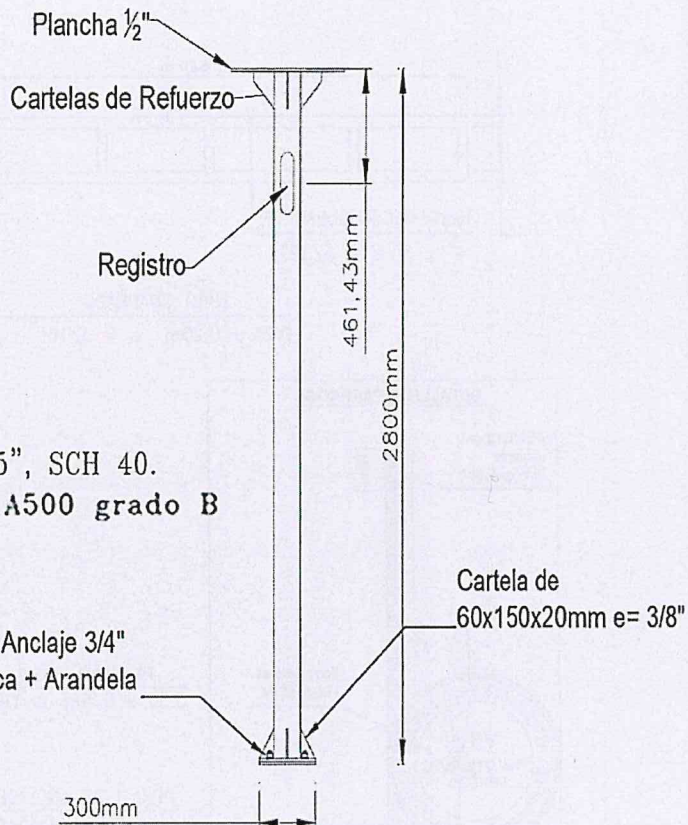 Plancha ½"
Cartelas de Refuerzo
Registro
461,43mm
2800mm
5", SCH 40.
A500 grado B
Cartela de
60x150x20mm e= 3/8"
Anclaje 3/4"
ca + Arandela
300mm